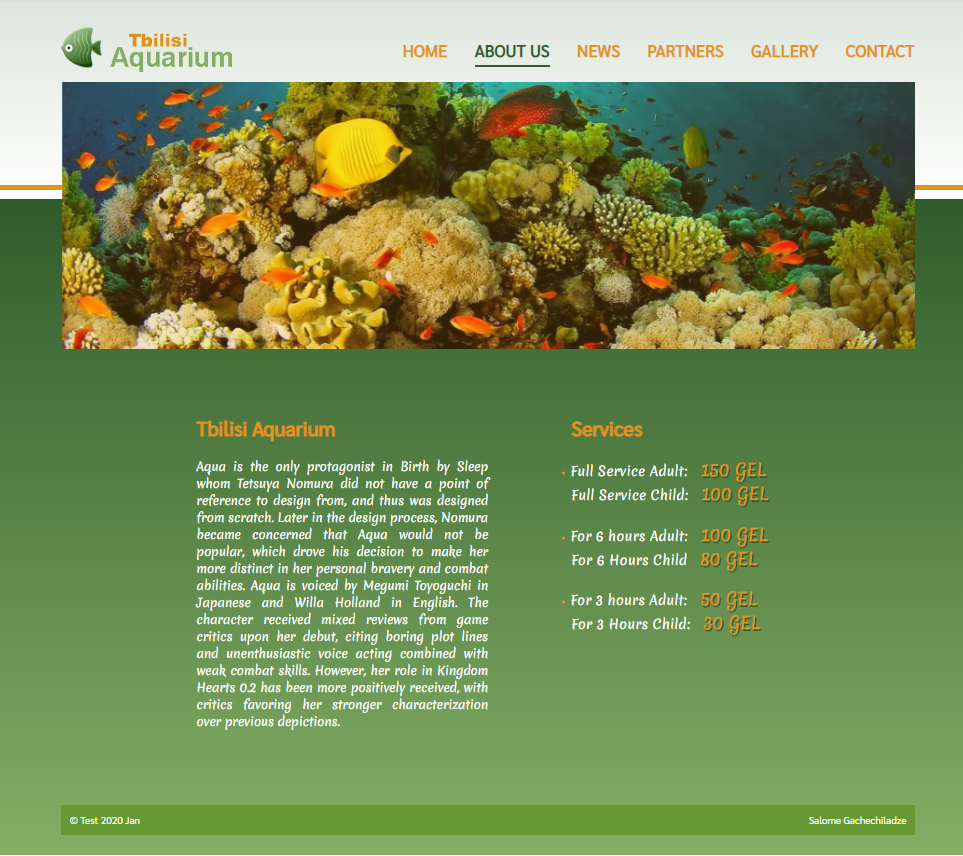 Tbilisi
Aquarium
HOME ABOUT US NEWS PARTNERS GALLERY CONTACT
Tbilisi Aquarium
Aqua is the only protagonist in Birth by Sleep
whom Tetsuya Nomura did not have a point of
reference to design from, and thus was designed
from scratch. Later in the design process, Nomura
became concerned that Aqua would not be
popular, which drove his decision to make her
more distinct in her personal bravery and combat
abilities. Aqua is voiced by Megumi Toyoguchi in
Japanese and Willa Holland in English. The
character received mixed reviews from game
critics upon her debut, citing boring plot lines
and unenthusiastic voice acting combined with
weak combat skills. However, her role in Kingdom
Hearts 0.2 has been more positively received, with
critics favoring her stronger characterization
over previous depictions.
Services
Full Service Adult: 150 GEL
Full Service Child: 100 GEL
For 6 hours Adult: 100 GEL
For 6 Hours Child 80 GEL
For 3 hours Adult: 50 GEL
For 3 Hours Child: 30 GEL
© Test 2020 Jan
Salome Gachechiladze